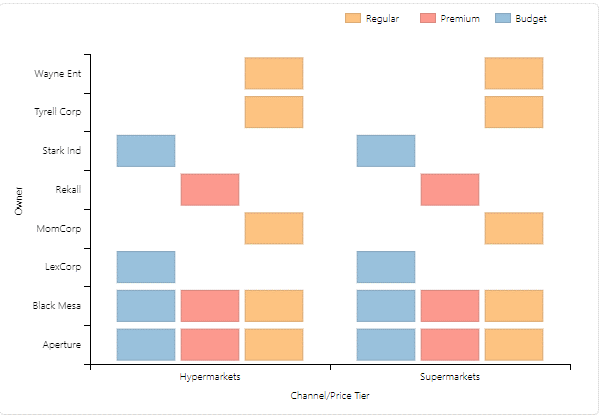 Regular Premium Budget
Wayne Ent
Tyrell Corp
Stark Ind
Rekall
MomCorp
LexCorp
Black Mesa
Aperture
Owner
Hypermarkets Supermarkets
Channel/Price Tier